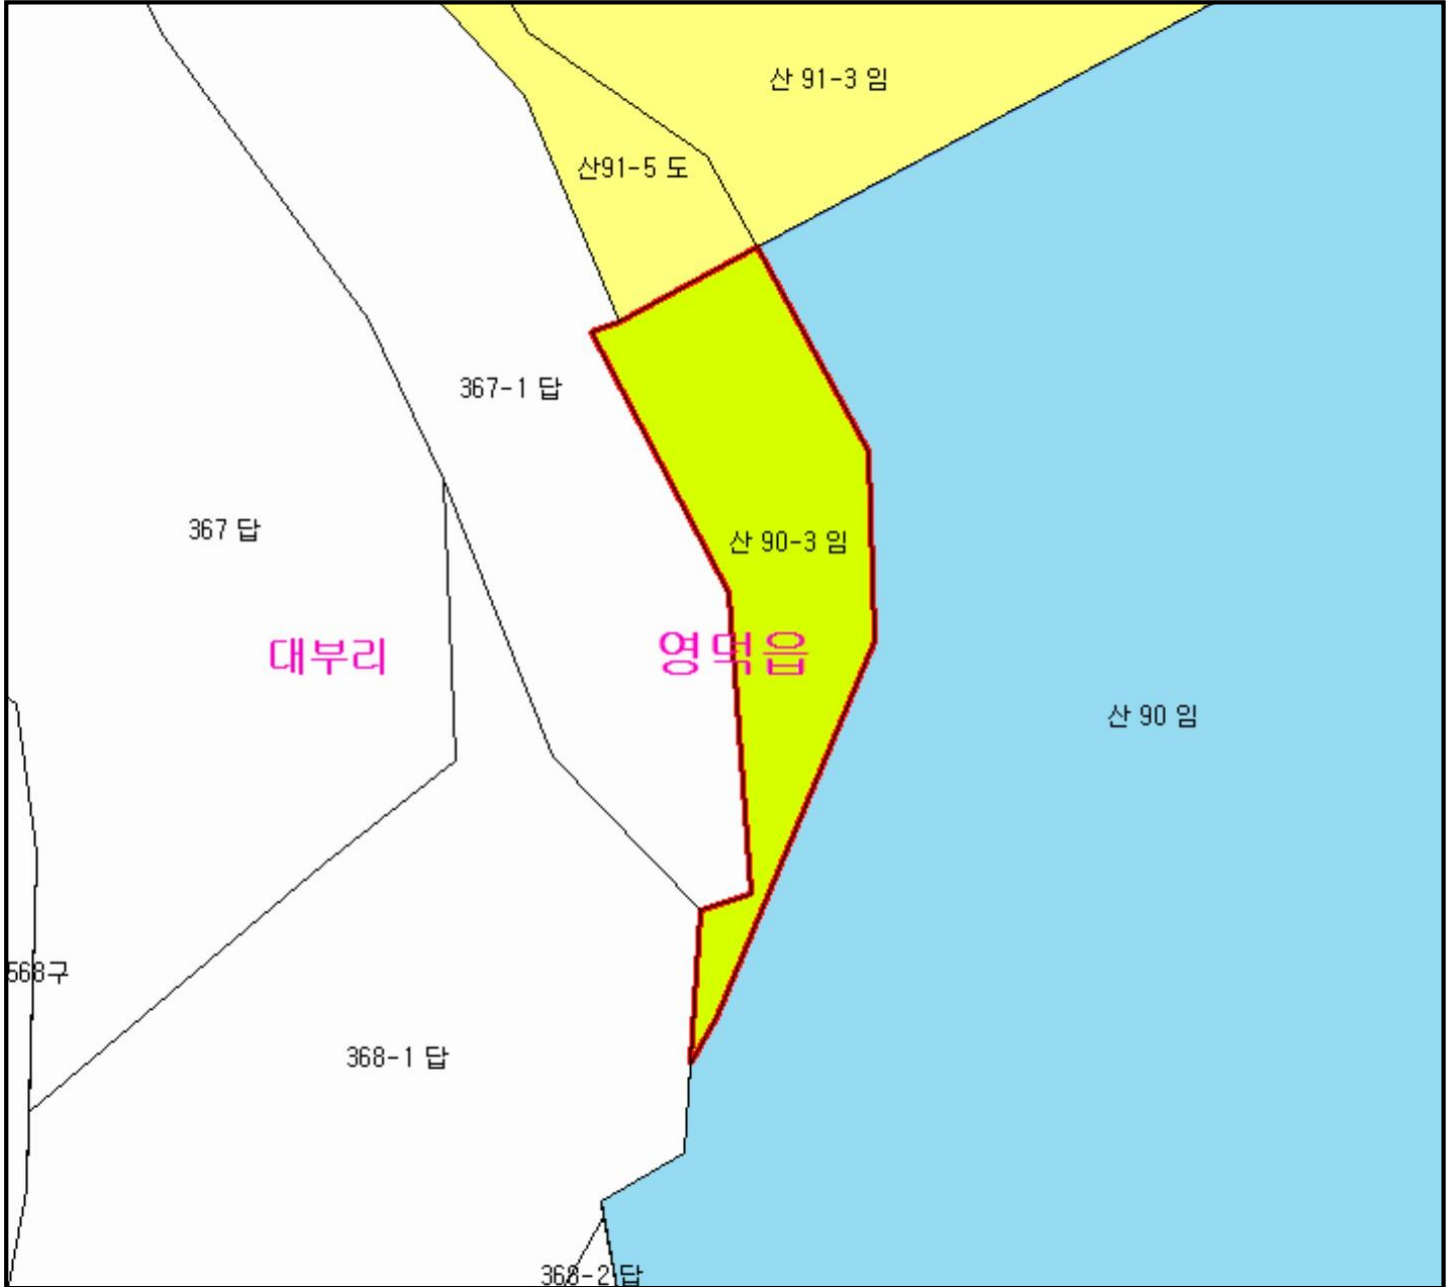 산 91-3 임
산91-5 도
367-1 답
367 답
산 90-3 임
대부리
영덕읍
산 90 임
568구
368-1 답
368-2 답